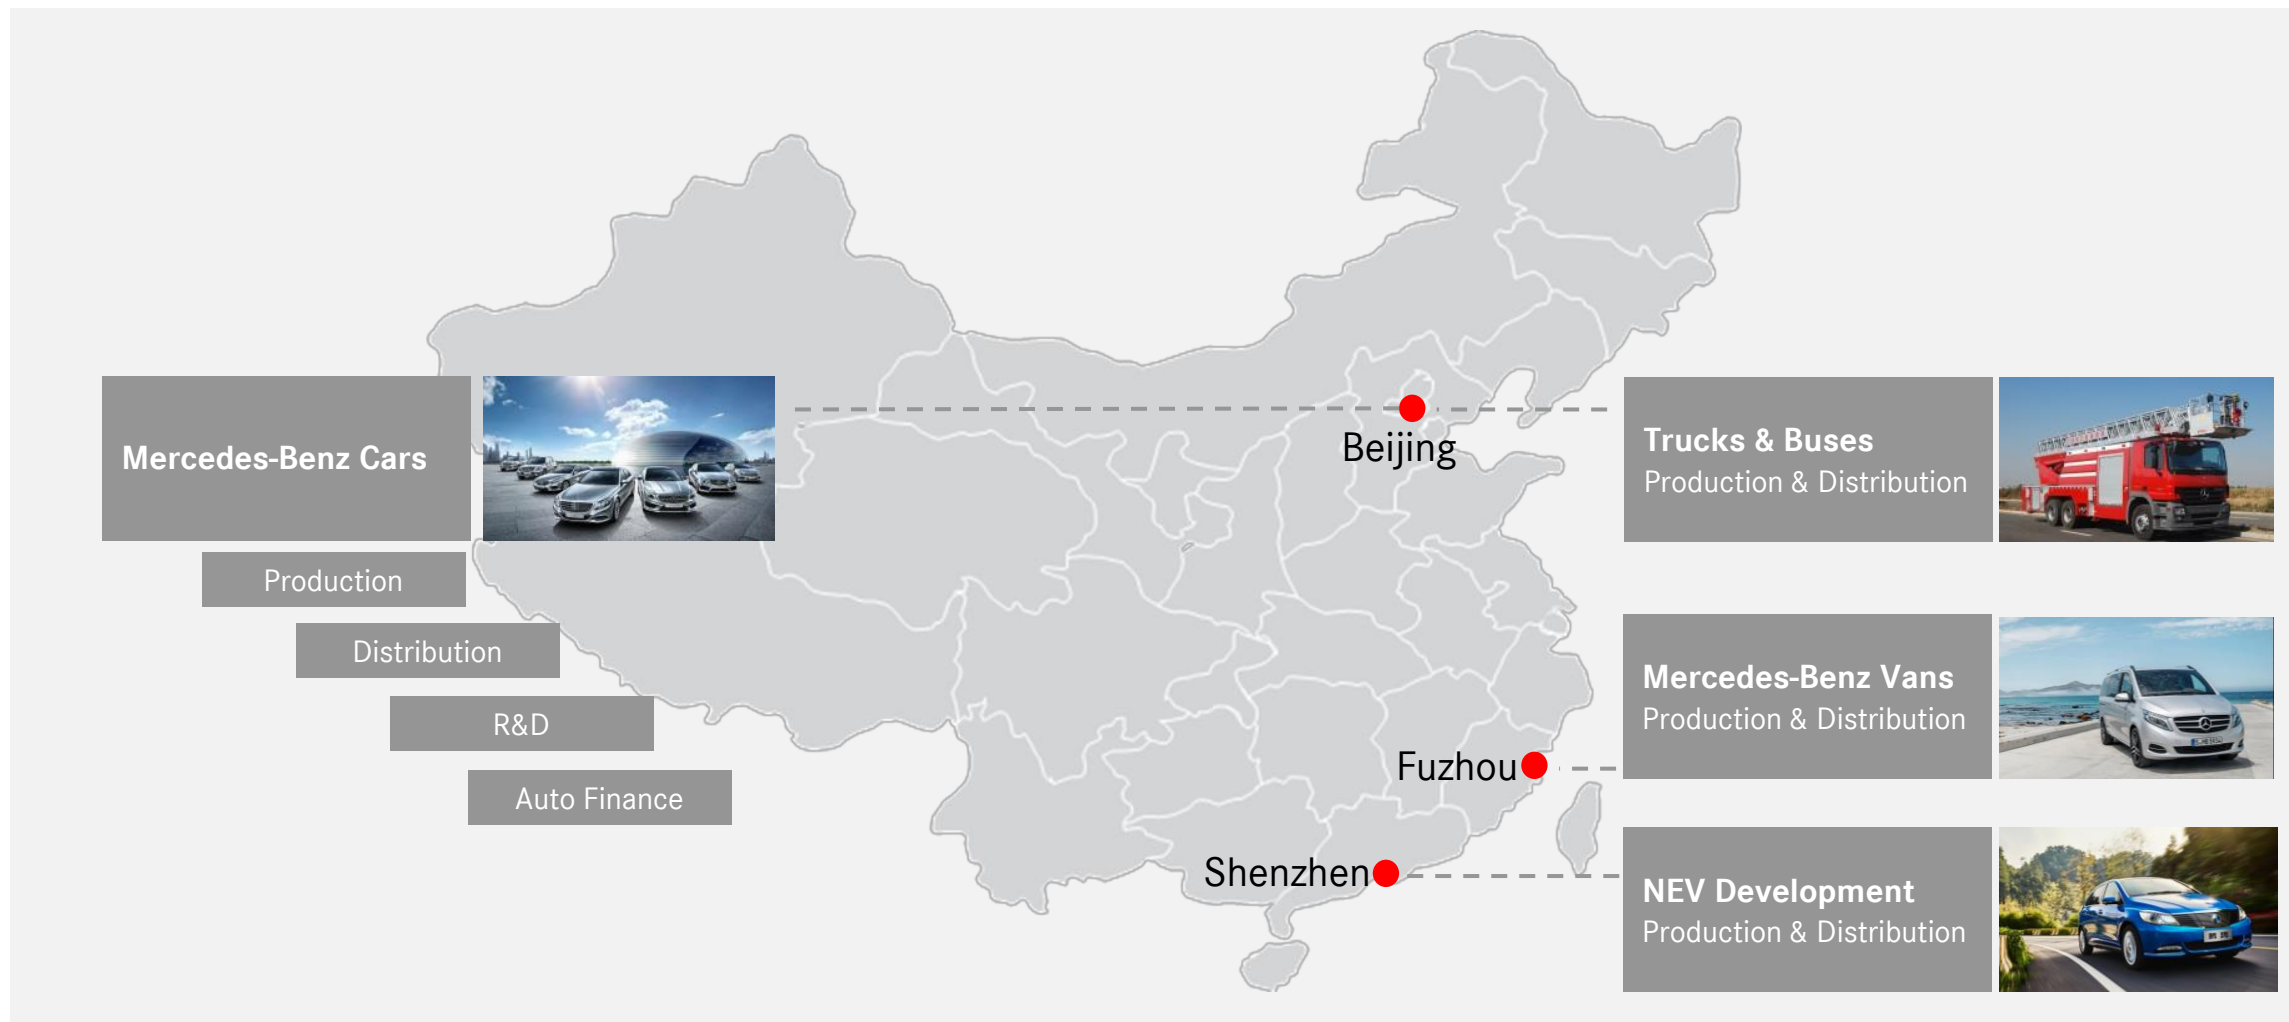 Mercedes-Benz Cars
Production
Distribution
R&D
Auto Finance
Beijing
Fuzhou
Shenzhen
Trucks & Buses
Production & Distribution
Mercedes-Benz Vans
Production & Distribution
NEV Development
Production & Distribution